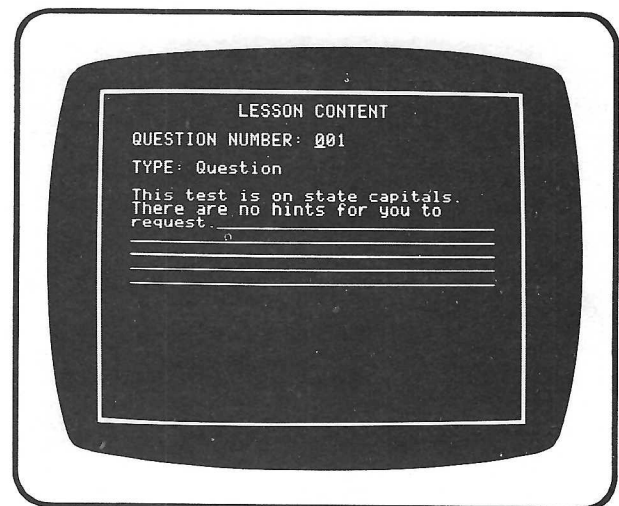 LESSON CONTENT
QUESTION NUMBER: 001
TYPE: Question
This test is on state capitals.
There are no hints for you to
request.